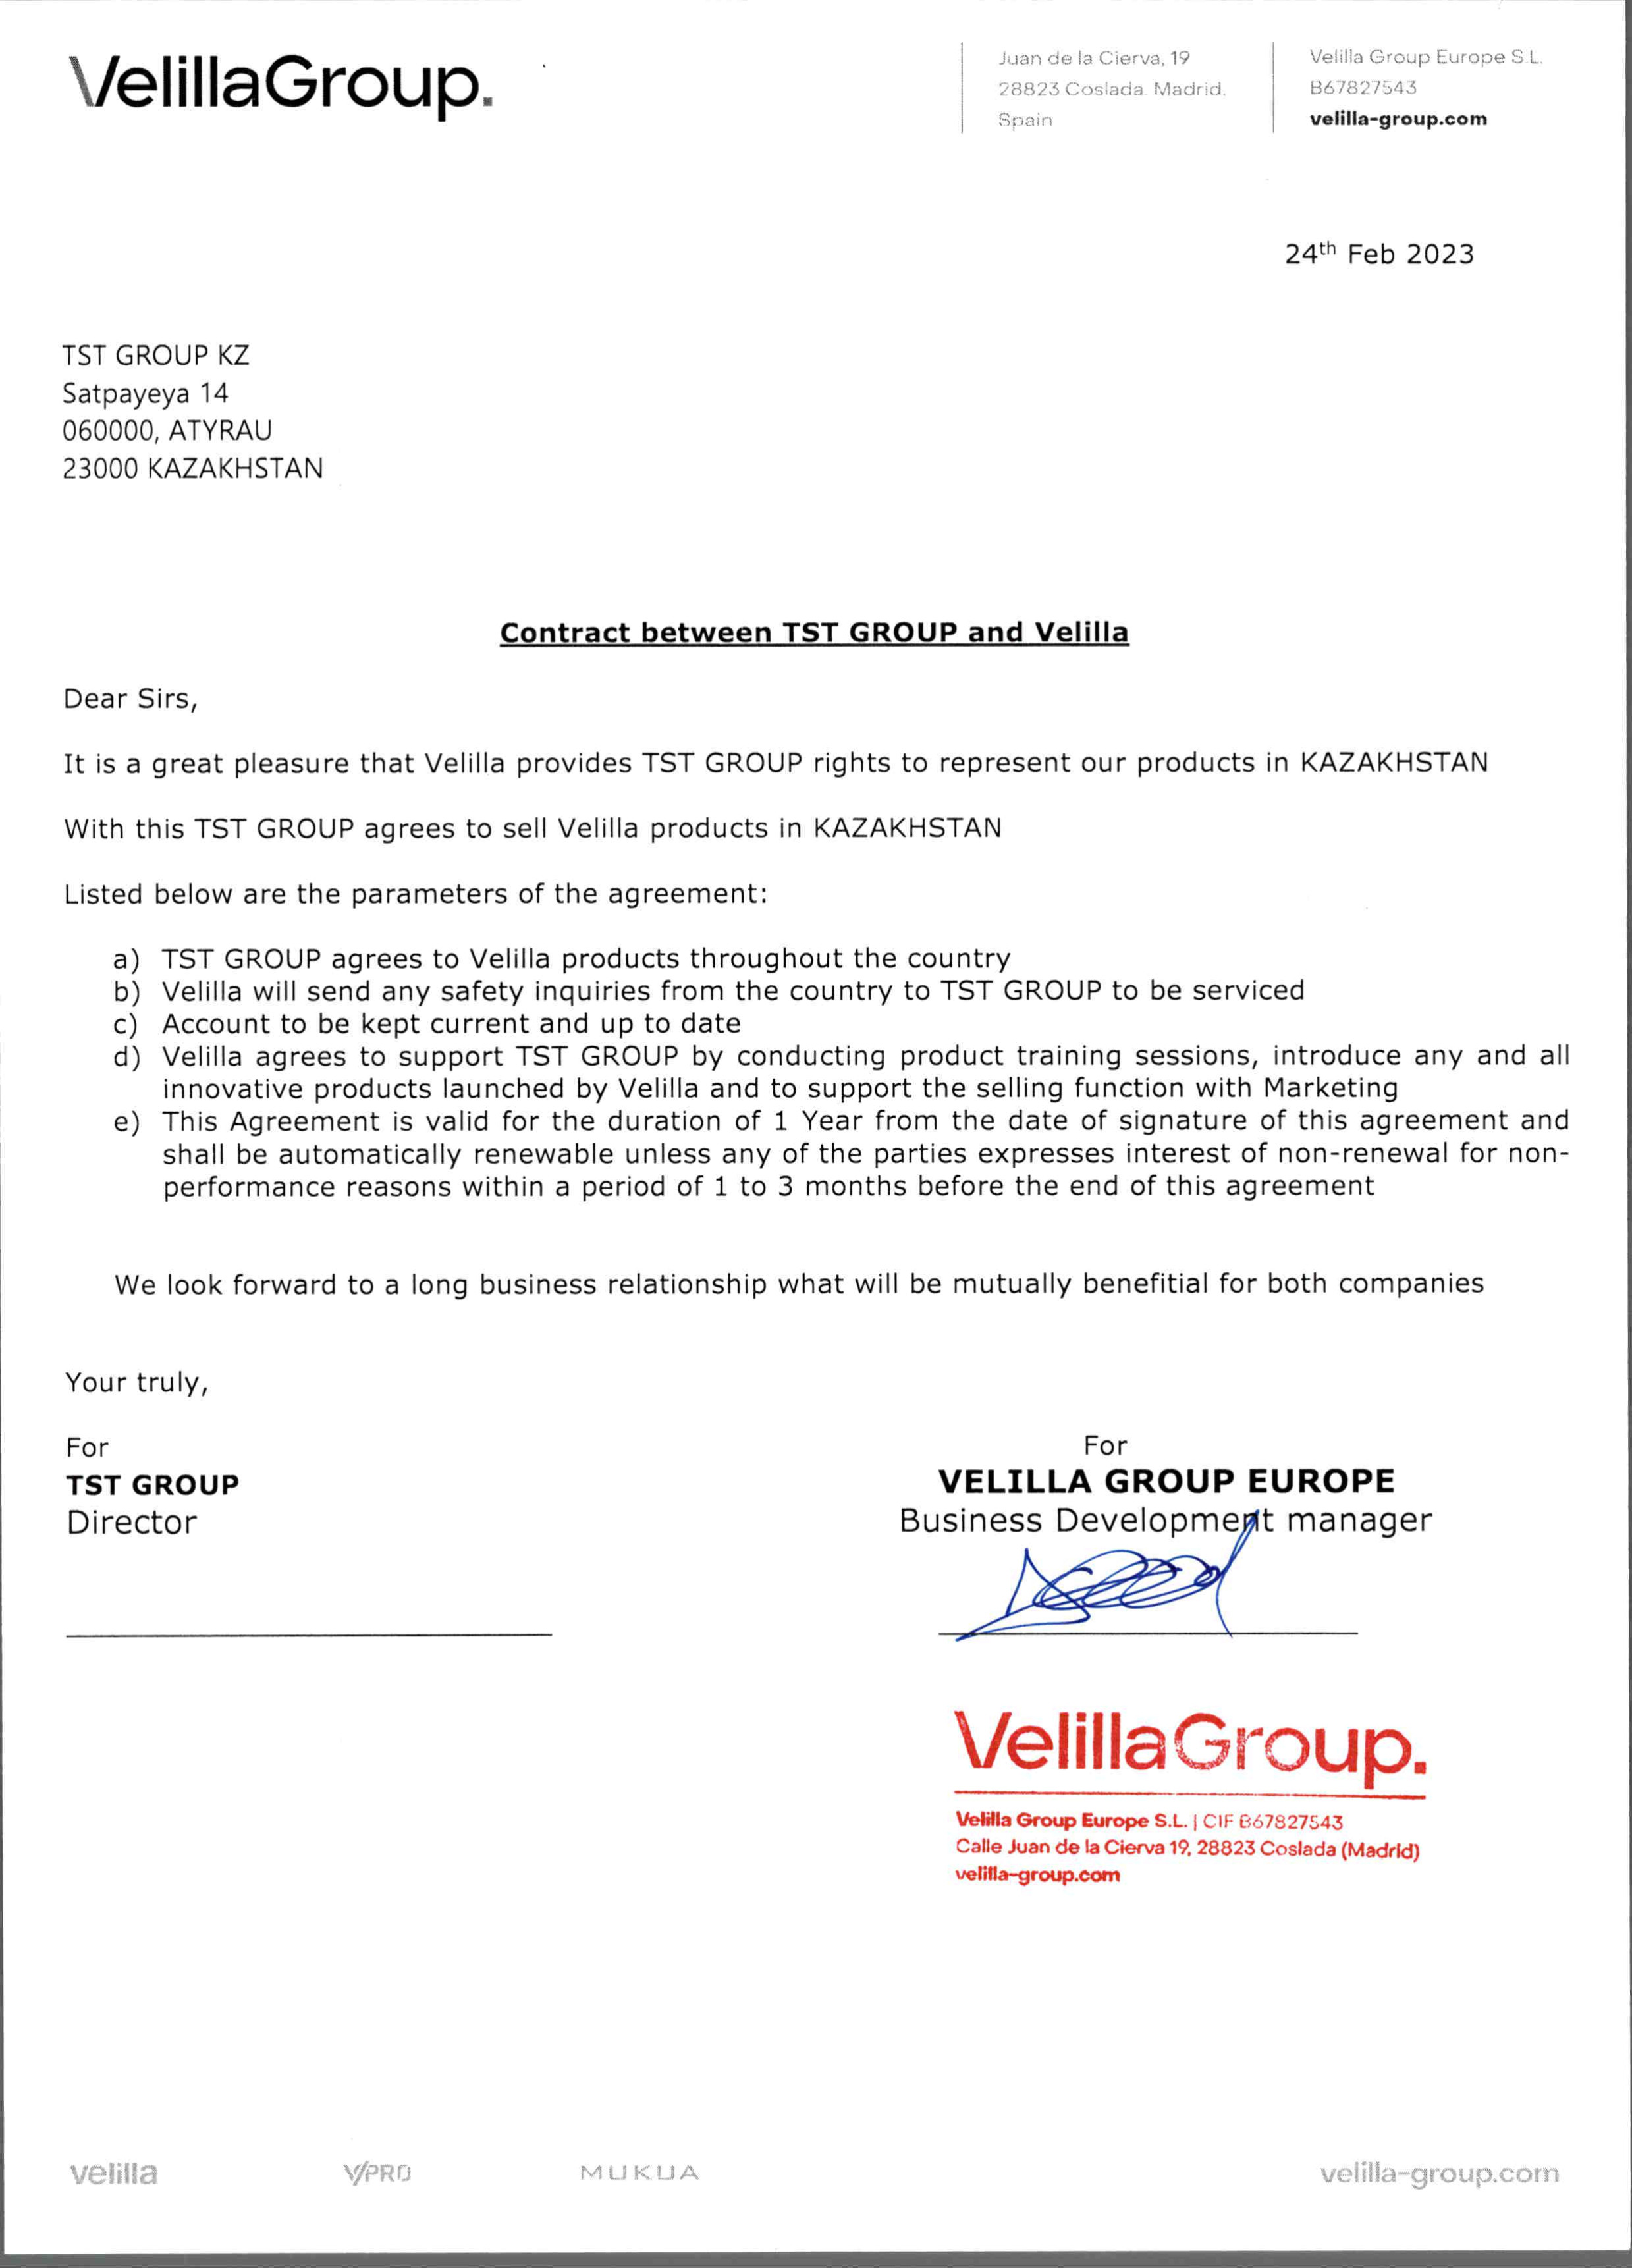 VelillaGroup.
Juan de la Cierva, 19
28823 Coslada. Madrid.
Spain
Velilla Group Europe S.L.
B67827543
velilla-group.com
24th Feb 2023
TST GROUP KZ
Satpayeya 14
060000, ATYRAU
23000 KAZAKHSTAN
Contract between TST GROUP and Velilla
Dear Sirs,
It is a great pleasure that Velilla provides TST GROUP rights to represent our products in KAZAKHSTAN
With this TST GROUP agrees to sell Velilla products in KAZAKHSTAN
Listed below are the parameters of the agreement:
a) TST GROUP agrees to Velilla products throughout the country
b) Velilla will send any safety inquiries from the country to TST GROUP to be serviced
c) Account to be kept current and up to date
d) Velilla agrees to support TST GROUP by conducting product training sessions, introduce any and all
innovative products launched by Velilla and to support the selling function with Marketing
e) This Agreement is valid for the duration of 1 Year from the date of signature of this agreement and
shall be automatically renewable unless any of the parties expresses interest of non-renewal for non-
performance reasons within a period of 1 to 3 months before the end of this agreement
We look forward to a long business relationship what will be mutually benefitial for both companies
Your truly,
For
TST GROUP
Director
For
VELILLA GROUP EUROPE
Business Development manager
VelillaGroup.
Velilla Group Europe S.L. | CIF B67827543
Calle Juan de la Cierva 19, 28823 Coslada (Madrid)
velilla-group.com
velilla
V/PRO
MUKUA
velilla-group.com